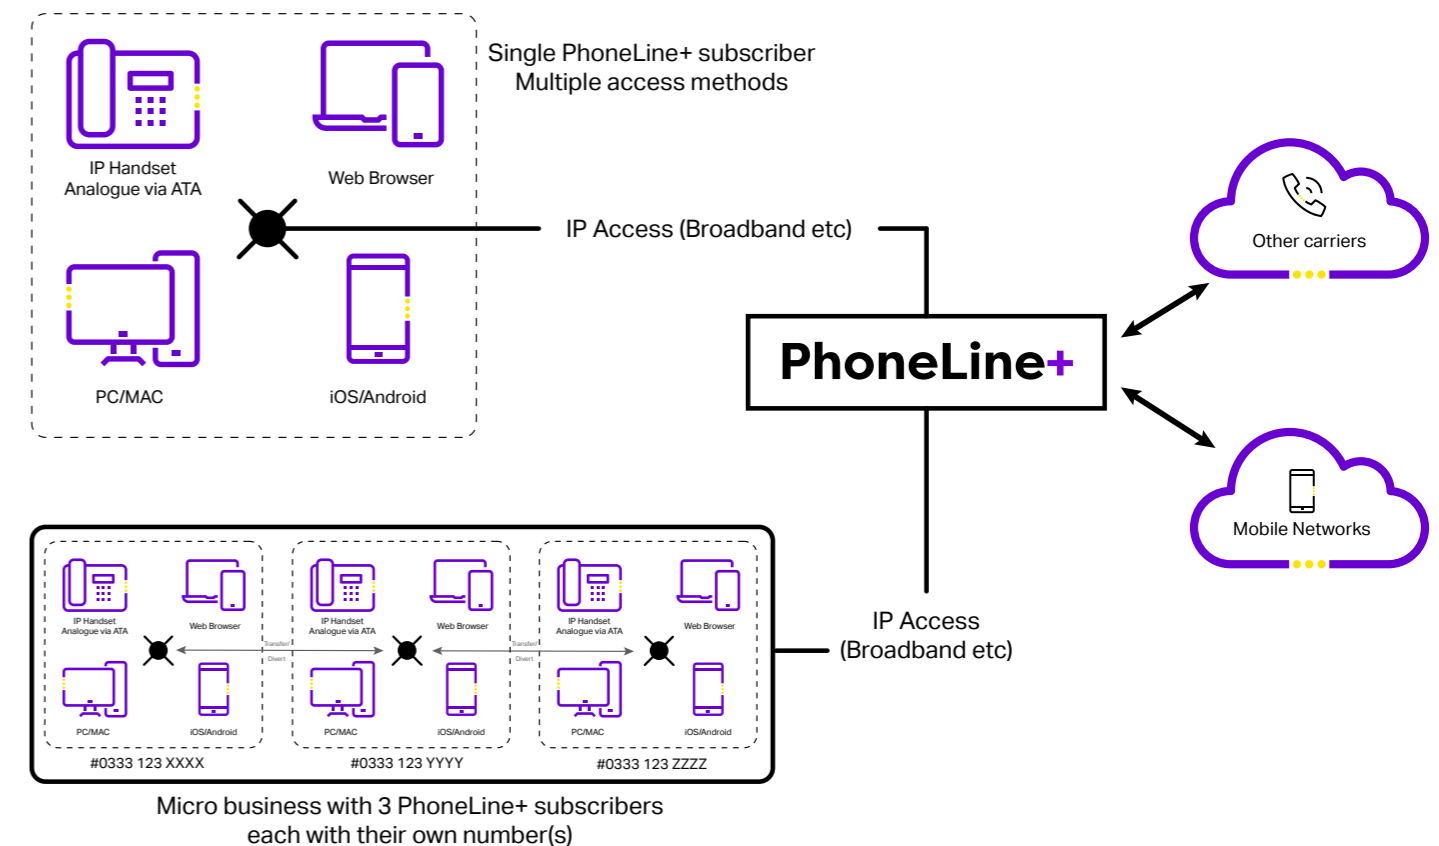 Single PhoneLine+ subscriber
Multiple access methods
IP Handset
Analogue via ATA
Web Browser
PC/MAC
iOS/Android
IP Access (Broadband etc)
PhoneLine+
Other carriers
Mobile Networks
IP Handset
Analogue via ATA
Web Browser
PC/MAC
iOS/Android
#0333 123 XXXX
Transfer/
Divert
IP Handset
Analogue via ATA
Web Browser
PC/MAC
iOS/Android
#0333 123 YYYY
Transfer/
Divert
IP Handset
Analogue via ATA
Web Browser
PC/MAC
iOS/Android
#0333 123 ZZZZ
IP Access
(Broadband etc)
Micro business with 3 PhoneLine+ subscribers
each with their own number(s)